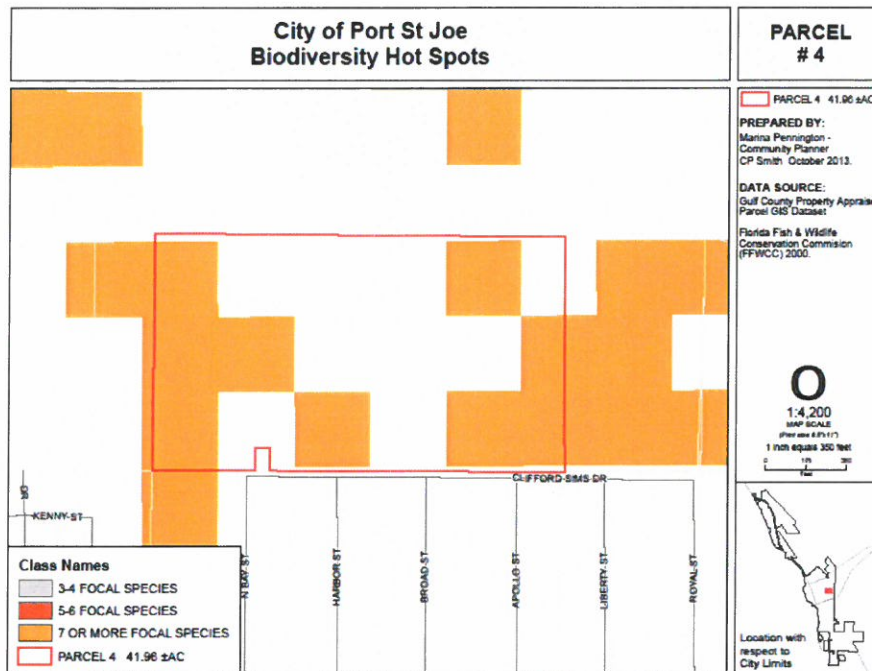 City of Port St Joe
Biodiversity Hot Spots
PARCEL
# 4
PARCEL 4 41.96 ±AC
PREPARED BY:
Marina Pennington -
Community Planner
CP Smith October 2013.
DATA SOURCE:
Gulf County Property Appraise
Parcel GIS Dataset
Florida Fish & Wildlife
Conservation Commision
(FFWCC) 2000.
O
1:4,200
MAP SCALE
1 inch equals 350 feet
0
350
Feet
DR
KENNY-ST
CLIFFORD-SIMS-DR
N BAY-ST
HARBOR-ST
BROAD-ST
APOLLO-ST
LIBERTY-ST
ROYAL-ST
Class Names
3-4 FOCAL SPECIES
5-6 FOCAL SPECIES
7 OR MORE FOCAL SPECIES
PARCEL 4 41.96 ±AC
Location with
respect to
City Limits